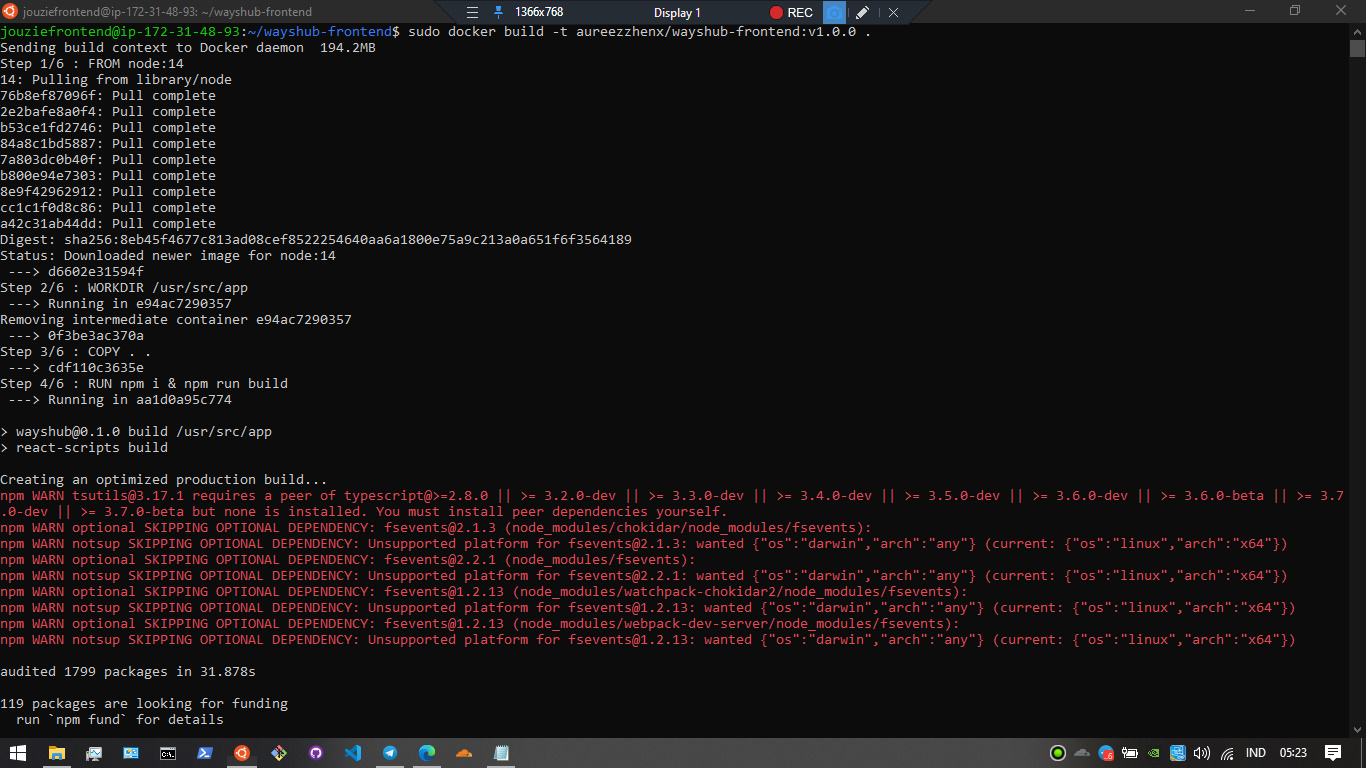 jouziefrontend@ip-172-31-48-93: ~/wayshub-frontend
1366x768
Display 1
REC
jouziefrontend@ip-172-31-48-93:~/wayshub-frontend$ sudo docker build -t aureezzhenx/wayshub-frontend:v1.0.0 .
Sending build context to Docker daemon  194.2MB
Step 1/6 : FROM node:14
14: Pulling from library/node
76b8ef87096f: Pull complete
2e2bafe8a0f4: Pull complete
b53ce1fd2746: Pull complete
84a8c1bd5887: Pull complete
7a803dc0b40f: Pull complete
b800e94e7303: Pull complete
8e9f42962912: Pull complete
cc1c1f0d8c86: Pull complete
a42c31ab44dd: Pull complete
Digest: sha256:8eb45f4677c813ad08cef8522254640aa6a1800e75a9c213a0a651f6f3564189
Status: Downloaded newer image for node:14
 ---> d6602e31594f
Step 2/6 : WORKDIR /usr/src/app
 ---> Running in e94ac7290357
Removing intermediate container e94ac7290357
 ---> 0f3be3ac370a
Step 3/6 : COPY . .
 ---> cdf110c3635e
Step 4/6 : RUN npm i & npm run build
 ---> Running in aa1d0a95c774
> wayshub@0.1.0 build /usr/src/app
> react-scripts build
Creating an optimized production build...
npm WARN tsutils@3.17.1 requires a peer of typescript@>=2.8.0 || >= 3.2.0-dev || >= 3.3.0-dev || >= 3.4.0-dev || >= 3.5.0-dev || >= 3.6.0-dev || >= 3.6.0-beta || >= 3.7
.0-dev || >= 3.7.0-beta but none is installed. You must install peer dependencies yourself.
npm WARN optional SKIPPING OPTIONAL DEPENDENCY: fsevents@2.1.3 (node_modules/chokidar/node_modules/fsevents):
npm WARN notsup SKIPPING OPTIONAL DEPENDENCY: Unsupported platform for fsevents@2.1.3: wanted {"os":"darwin","arch":"any"} (current: {"os":"linux","arch":"x64"})
npm WARN optional SKIPPING OPTIONAL DEPENDENCY: fsevents@2.2.1 (node_modules/fsevents):
npm WARN notsup SKIPPING OPTIONAL DEPENDENCY: Unsupported platform for fsevents@2.2.1: wanted {"os":"darwin","arch":"any"} (current: {"os":"linux","arch":"x64"})
npm WARN optional SKIPPING OPTIONAL DEPENDENCY: fsevents@1.2.13 (node_modules/watchpack-chokidar2/node_modules/fsevents):
npm WARN notsup SKIPPING OPTIONAL DEPENDENCY: Unsupported platform for fsevents@1.2.13: wanted {"os":"darwin","arch":"any"} (current: {"os":"linux","arch":"x64"})
npm WARN optional SKIPPING OPTIONAL DEPENDENCY: fsevents@1.2.13 (node_modules/webpack-dev-server/node_modules/fsevents):
npm WARN notsup SKIPPING OPTIONAL DEPENDENCY: Unsupported platform for fsevents@1.2.13: wanted {"os":"darwin","arch":"any"} (current: {"os":"linux","arch":"x64"})
audited 1799 packages in 31.878s
119 packages are looking for funding
  run `npm fund` for details
IND
05:23